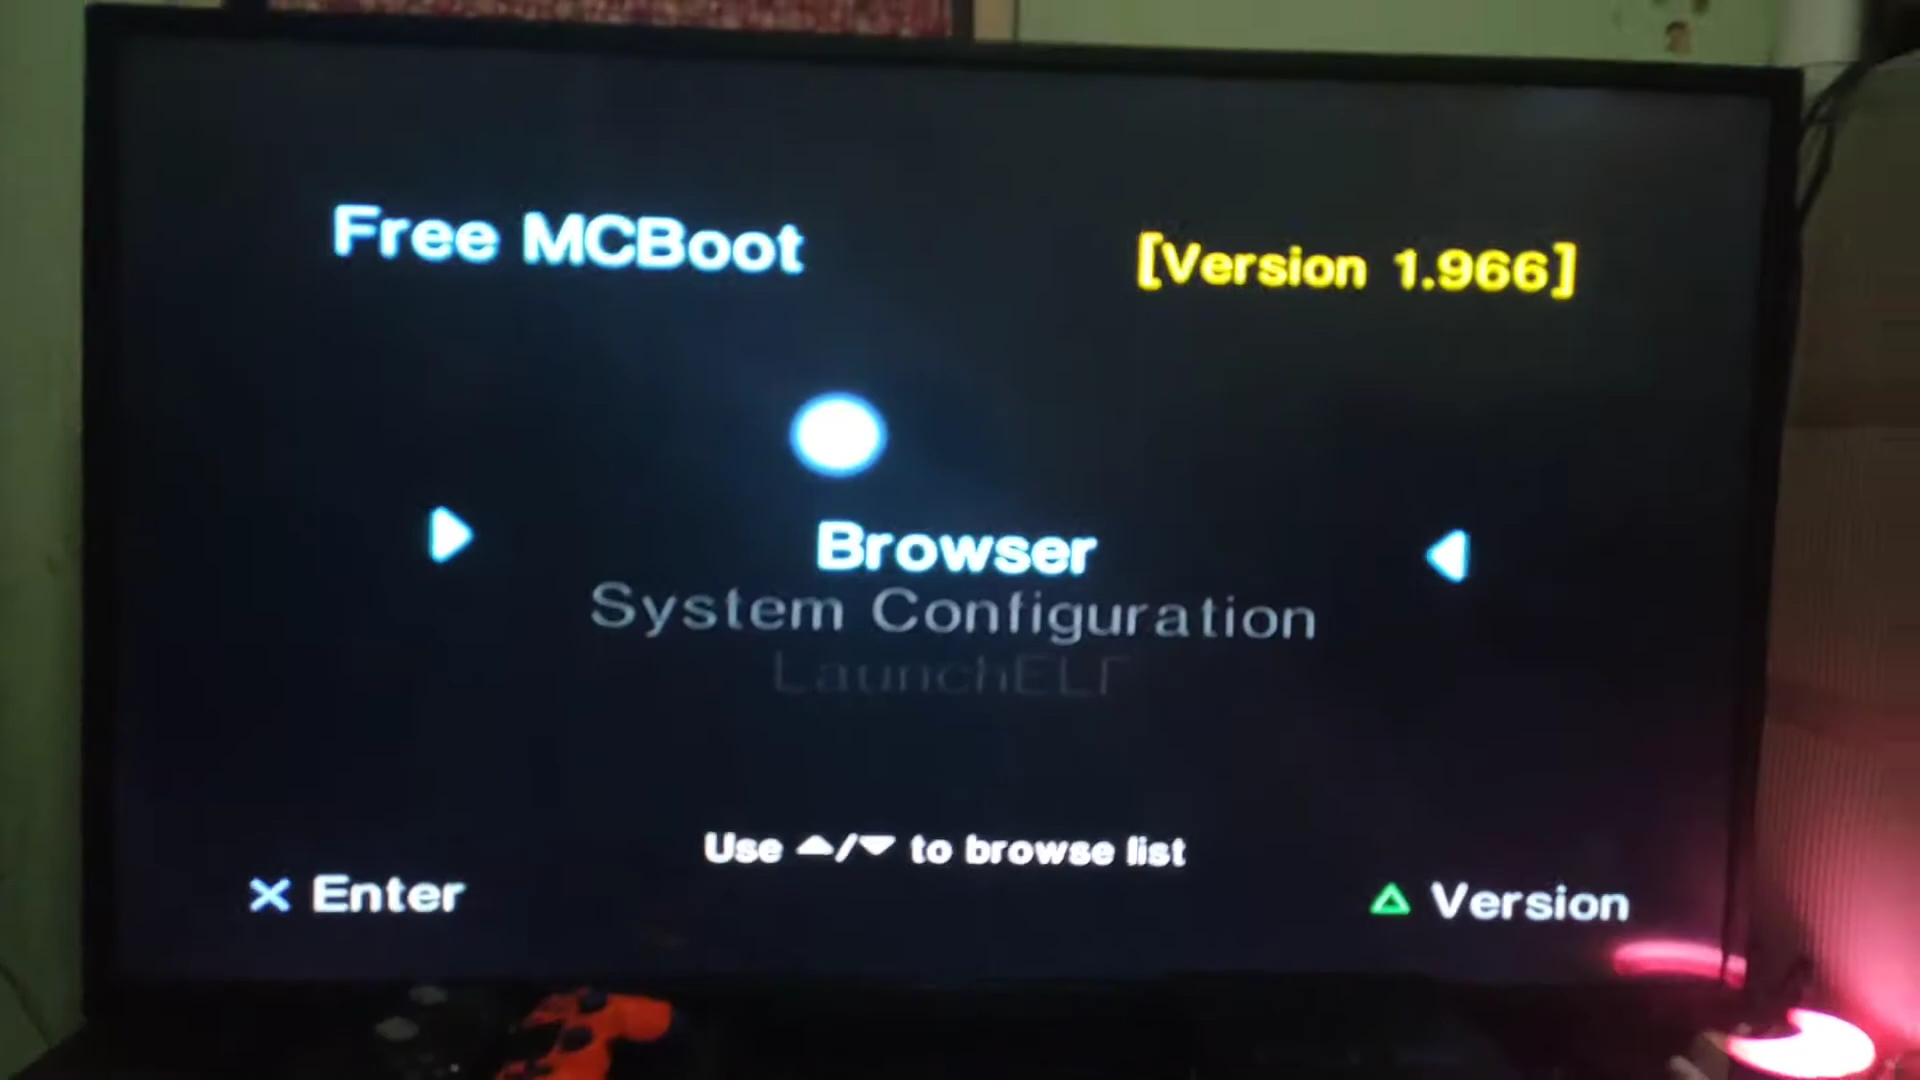 Free MCBoot
[Version 1.966]
Browser
System Configuration
LaunchELF
Use ▲/▼ to browse list
✕ Enter
△ Version